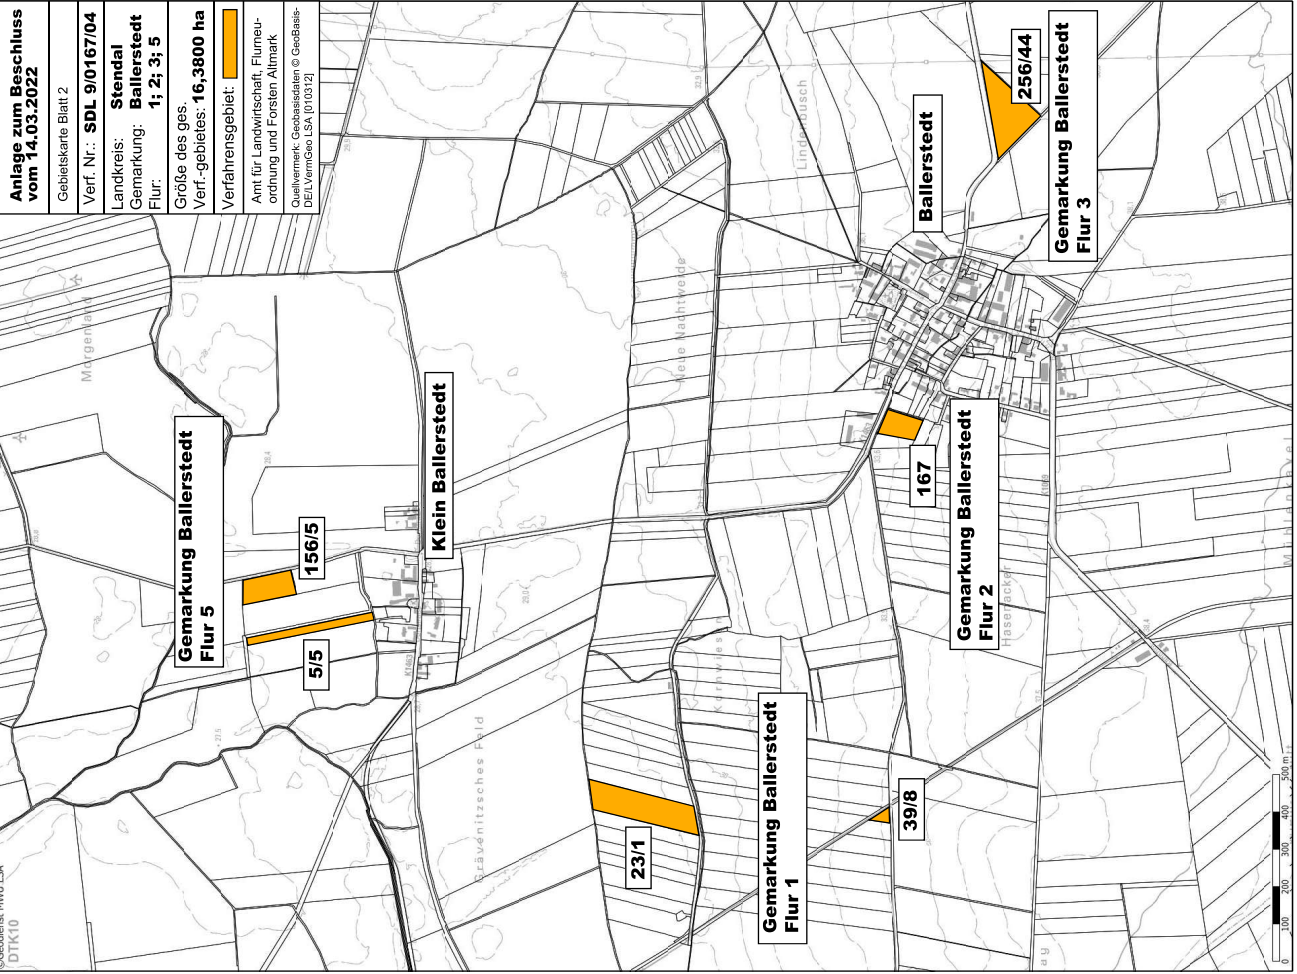 Anlage zum Beschluss
vom 14.03.2022
Gebietskarte Blatt 2
Verf. Nr.: SDL 9/0167/04
Landkreis: Stendal
Gemarkung: Ballerstedt
Flur: 1; 2; 3; 5
Größe des ges.
Verf.-gebietes: 16,3800 ha
Verfahrensgebiet:
Amt für Landwirtschaft, Flurneu-
ordnung und Forsten Altmark
Quellvermerk: Geobasisdaten © GeoBasis-
DE/LVermGeo LSA [010312]
Morgenland
Gemarkung Ballerstedt
Flur 5
156/5
5/5
Klein Ballerstedt
K1463
Grävenitzsches Feld
Neue Nachtweide
Lindenbusch
256/44
Ballerstedt
Gemarkung Ballerstedt
Flur 3
167
Gemarkung Ballerstedt
Flur 2
Hasenacker
Kornwiesen
23/1
Gemarkung Ballerstedt
Flur 1
39/8
DTK10
0 100 200 300 400 500 m